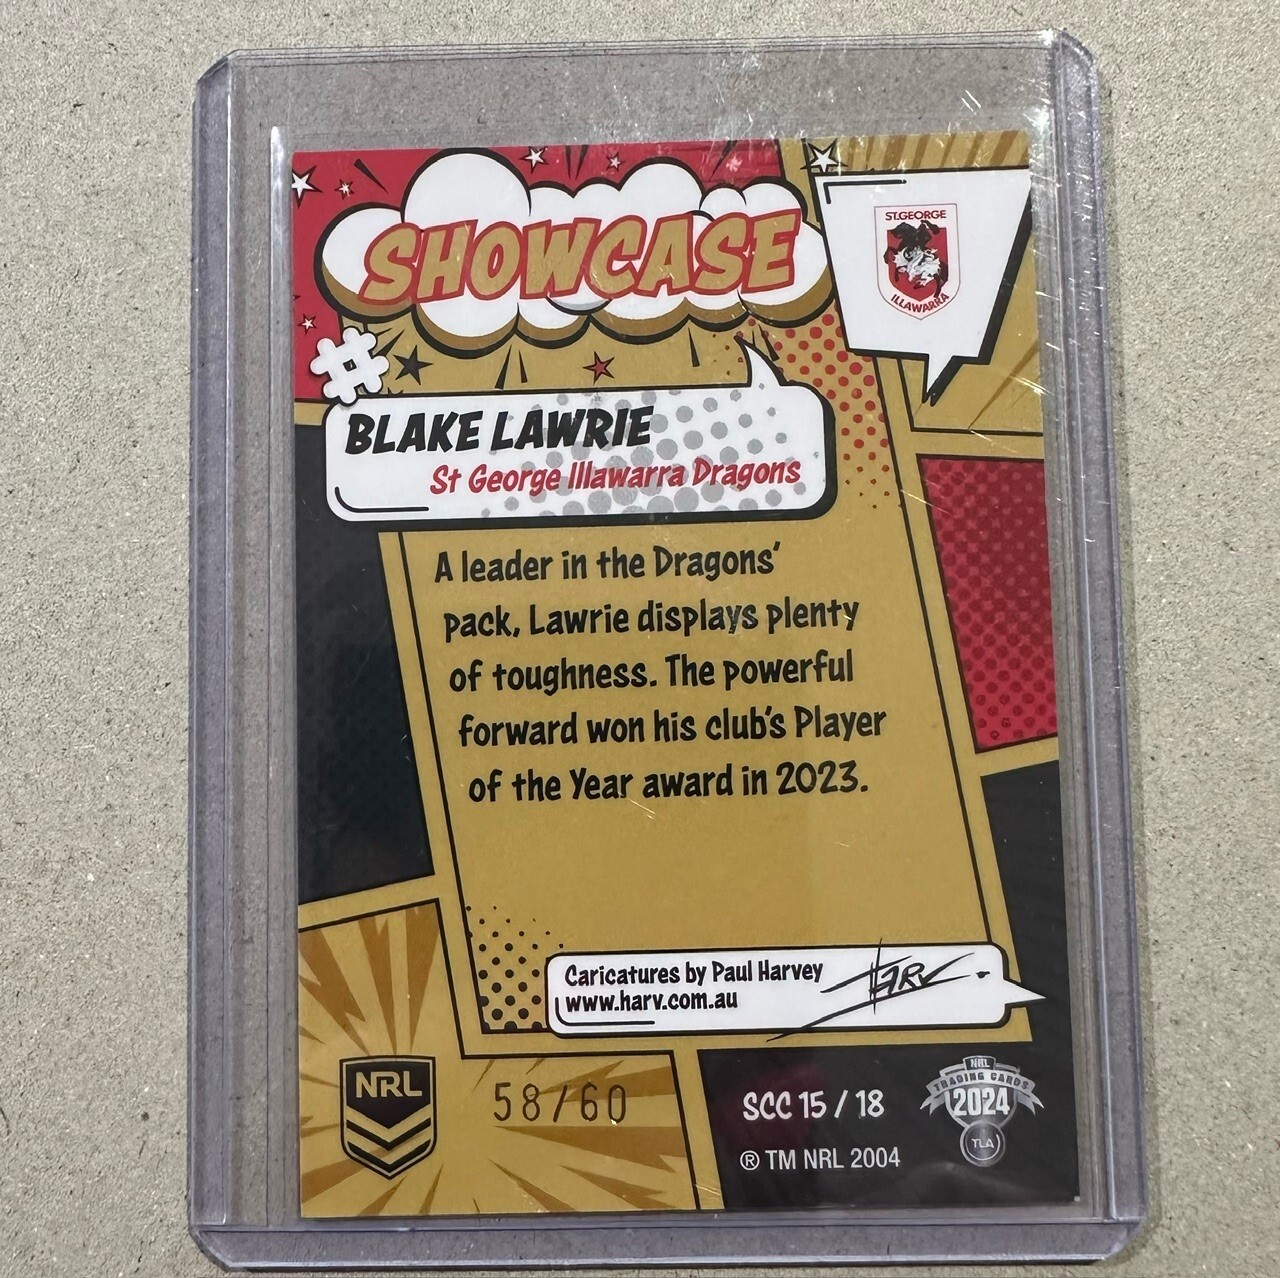 SHOWCASE
ST.GEORGE
ILLAWARRA
#
BLAKE LAWRIE
St George Illawarra Dragons
A leader in the Dragons'
pack, Lawrie displays plenty
of toughness. The powerful
forward won his club's Player
of the Year award in 2023.
Caricatures by Paul Harvey
www.harv.com.au
HARV
NRL
58/60
SCC 15 / 18
® TM NRL 2004
NRL
TRADING CARDS
2024
TLA